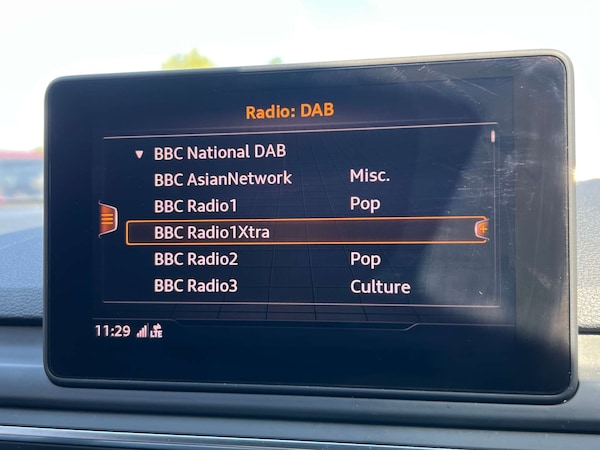 Radio: DAB
▼ BBC National DAB
BBC AsianNetwork Misc.
BBC Radio1 Pop
BBC Radio1Xtra
BBC Radio2 Pop
BBC Radio3 Culture
11:29 LTE